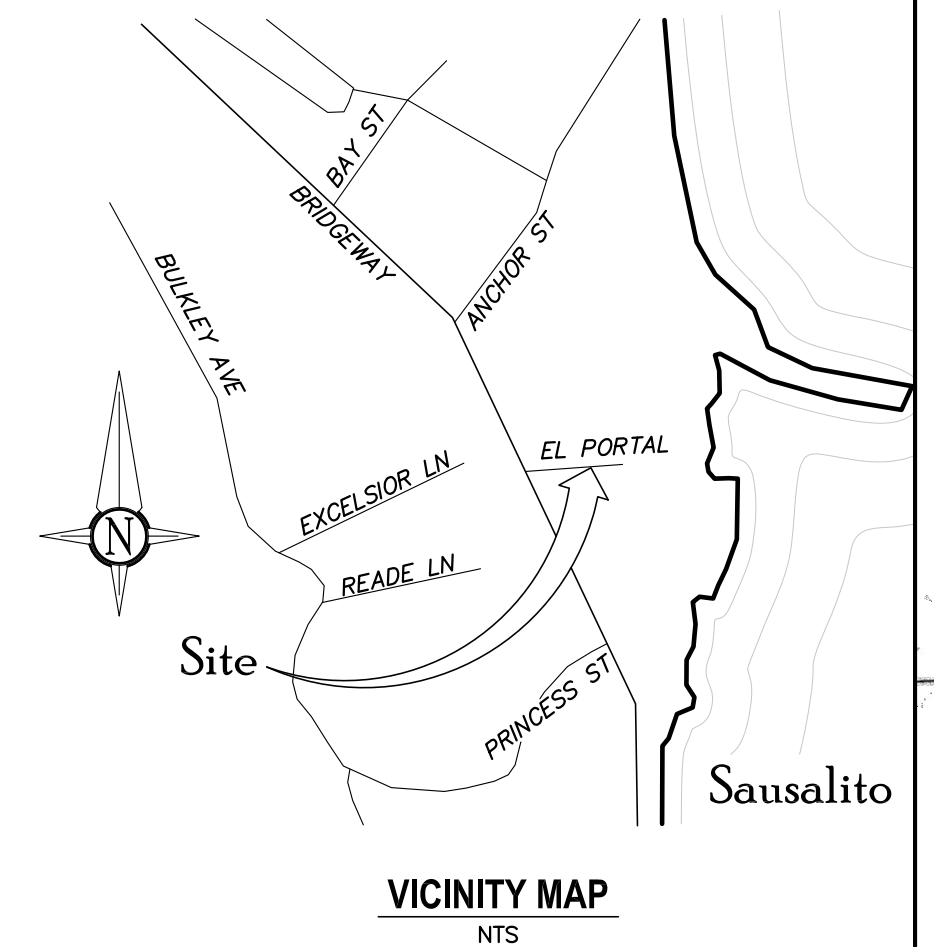 BAY ST
BRIDGEWAY
ANCHOR ST
BULKLEY AVE
EL PORTAL
EXCELSIOR LN
N
READE LN
Site
PRINCESS ST
Sausalito
VICINITY MAP
NTS